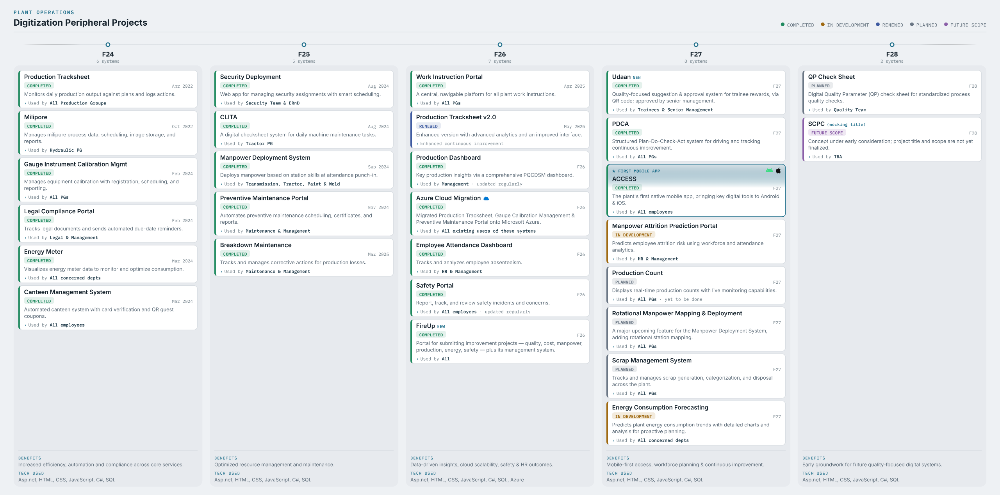 PLANT OPERATIONS
Digitization Peripheral Projects
COMPLETED
IN DEVELOPMENT
RENEWED
PLANNED
FUTURE SCOPE
F24
6 systems
Production Tracksheet
COMPLETED
Apr 2022
Monitors daily production output against plans and logs actions.
› Used by All Production Groups
Milipore
COMPLETED
Oct 2022
Manages milipore process data, scheduling, image storage, and
reports.
› Used by Hydraulic PG
Gauge Instrument Calibration Mgmt
COMPLETED
Feb 2024
Manages equipment calibration with registration, scheduling, and
reporting.
› Used by All PGs
Legal Compliance Portal
COMPLETED
Feb 2024
Tracks legal documents and sends automated due-date reminders.
› Used by Legal & Management
Energy Meter
COMPLETED
Mar 2024
Visualizes energy meter data to monitor and optimize consumption.
› Used by All concerned depts
Canteen Management System
COMPLETED
Mar 2024
Automated canteen system with card verification and QR guest
coupons.
› Used by All employees
BENEFITS
Increased efficiency, automation and compliance across core services.
TECH USED
Asp.net, HTML, CSS, JavaScript, C#, SQL
F25
5 systems
Security Deployment
COMPLETED
Aug 2024
Web app for managing security assignments with smart scheduling.
› Used by Security Team & ERnD
CLITA
COMPLETED
Aug 2024
A digital checksheet system for daily machine maintenance tasks.
› Used by Tractor PG
Manpower Deployment System
COMPLETED
Sep 2024
Deploys manpower based on station skills at attendance punch-in.
› Used by Transmission, Tractor, Paint & Weld
Preventive Maintenance Portal
COMPLETED
Nov 2024
Automates preventive maintenance scheduling, certificates, and
reports.
› Used by Maintenance & Management
Breakdown Maintenance
COMPLETED
Mar 2025
Tracks and manages corrective actions for production losses.
› Used by Maintenance & Management
BENEFITS
Optimized resource management and maintenance.
TECH USED
Asp.net, HTML, CSS, JavaScript, C#, SQL
F26
7 systems
Work Instruction Portal
COMPLETED
Apr 2025
A central, navigable platform for all plant work instructions.
› Used by All PGs
Production Tracksheet v2.0
RENEWED
May 2025
Enhanced version with advanced analytics and an improved interface.
› Enhanced continuous improvement
Production Dashboard
COMPLETED
F26
Key production insights via a comprehensive PQCDSM dashboard.
› Used by Management · updated regularly
Azure Cloud Migration
COMPLETED
F26
Migrated Production Tracksheet, Gauge Calibration Management &
Preventive Maintenance Portal onto Microsoft Azure.
› Used by All existing users of these systems
Employee Attendance Dashboard
COMPLETED
F26
Tracks and analyzes employee absenteeism.
› Used by HR & Management
Safety Portal
COMPLETED
F26
Report, track, and review safety incidents and concerns.
› Used by All employees · updated regularly
FireUp NEW
COMPLETED
F26
Portal for submitting improvement projects — quality, cost, manpower,
production, energy, safety — plus its management system.
› Used by All
BENEFITS
Data-driven insights, cloud scalability, safety & HR outcomes.
TECH USED
Asp.net, HTML, CSS, JavaScript, C#, SQL, Azure
F27
8 systems
Udaan NEW
COMPLETED
F27
Quality-focused suggestion & approval system for trainee rewards, via
QR code; approved by senior management.
› Used by Trainees & Senior Management
PDCA
COMPLETED
F27
Structured Plan-Do-Check-Act system for driving and tracking
continuous improvement.
› Used by All PGs
★ FIRST MOBILE APP
ACCESS
COMPLETED
F27
The plant's first native mobile app, bringing key digital tools to Android
& iOS.
› Used by All employees
Manpower Attrition Prediction Portal
IN DEVELOPMENT
F27
Predicts employee attrition risk using workforce and attendance
analytics.
› Used by HR & Management
Production Count
PLANNED
F27
Displays real-time production counts with live monitoring capabilities.
› Used by All PGs · yet to be done
Rotational Manpower Mapping & Deployment
PLANNED
F27
A major upcoming feature for the Manpower Deployment System,
adding rotational station mapping.
› Used by All PGs
Scrap Management System
PLANNED
F27
Tracks and manages scrap generation, categorization, and disposal
across the plant.
› Used by All PGs
Energy Consumption Forecasting
IN DEVELOPMENT
F27
Predicts plant energy consumption trends with detailed charts and
analysis for proactive planning.
› Used by All concerned depts
BENEFITS
Mobile-first access, workforce planning & continuous improvement.
TECH USED
Asp.net, HTML, CSS, JavaScript, C#, SQL
F28
2 systems
QP Check Sheet
PLANNED
F28
Digital Quality Parameter (QP) check sheet for standardized process
quality checks.
› Used by Quality Team
SCPC (working title)
FUTURE SCOPE
F28
Concept under early consideration; project title and scope are not yet
finalized.
› Used by TBA
BENEFITS
Early groundwork for future quality-focused digital systems.
TECH USED
Asp.net, HTML, CSS, JavaScript, C#, SQL